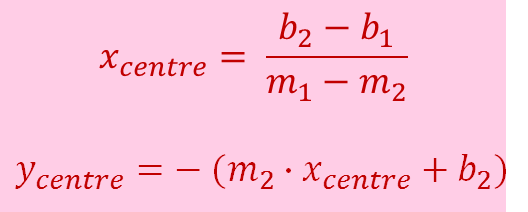 x_centre = (b_2 − b_1) / (m_1 − m_2)
y_centre = − (m_2 · x_centre + b_2)